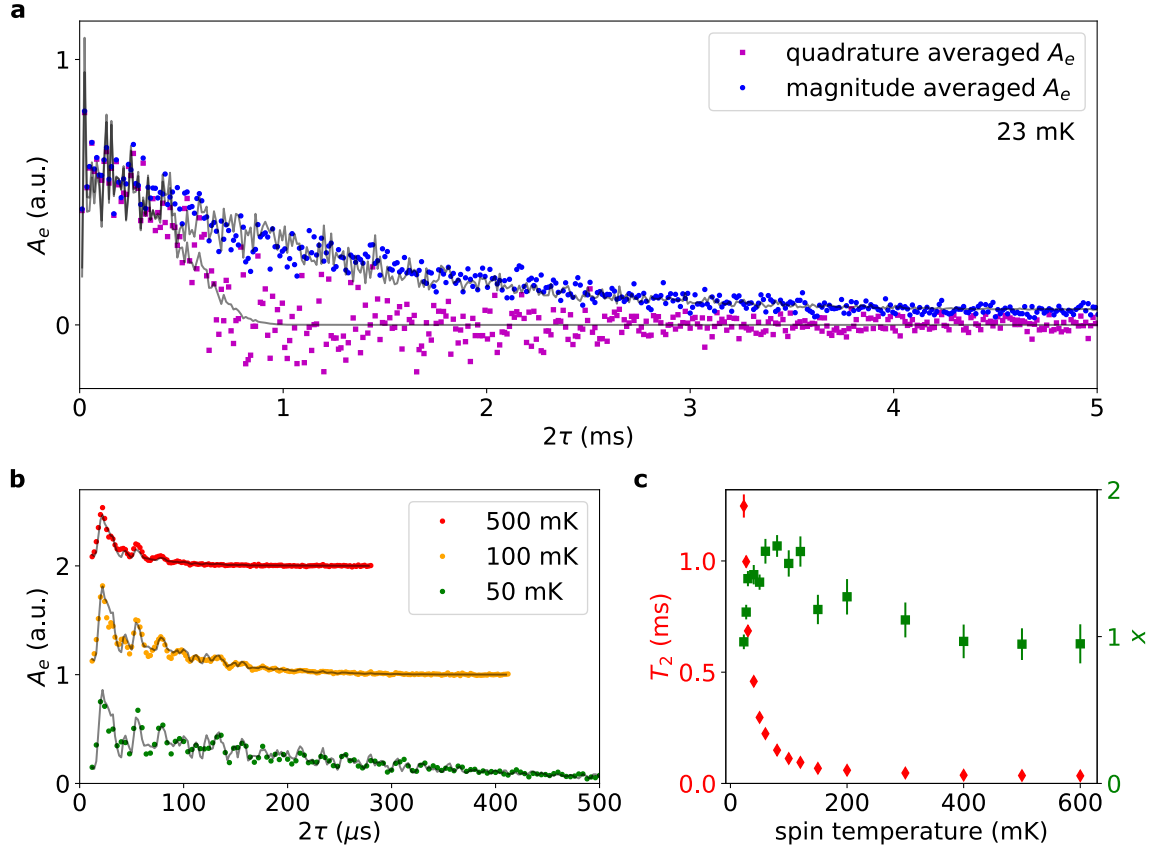 a
1
0
A_e (a.u.)
quadrature averaged A_e
magnitude averaged A_e
23 mK
0 1 2 3 4 5
2τ (ms)
b
2
1
0
A_e (a.u.)
500 mK
100 mK
50 mK
0 100 200 300 400 500
2τ (μs)
c
1.0
0.5
0.0
T_2 (ms)
2
1
0
x
0 200 400 600
spin temperature (mK)